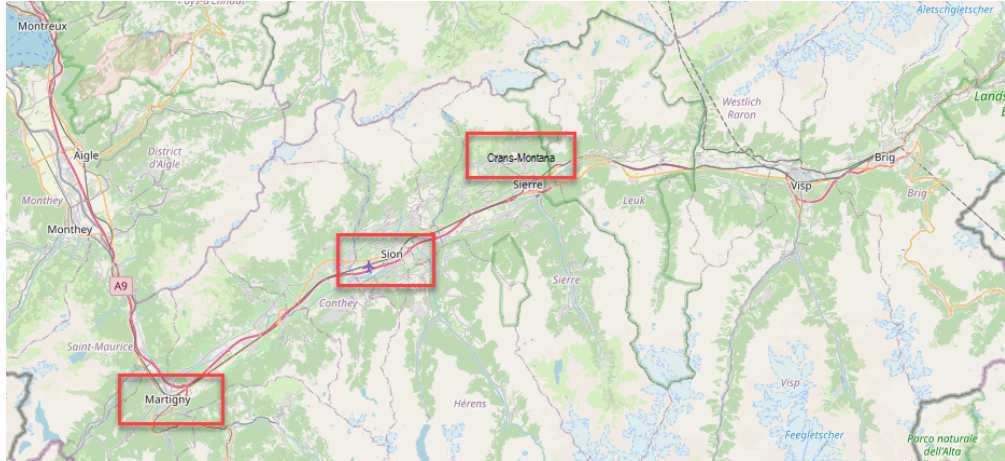 Aletschgletscher
Montreux
Westlich
Raron
Lands
Aigle
District
d'Aigle
Crans-Montana
Brig
Sierre
Visp
Leuk
Brig
Monthey
Monthey
Sion
Sierre
A9
Conthey
Saint-Maurice
Martigny
Hérens
Visp
Feegletscher
Parco naturale
dell'Alta